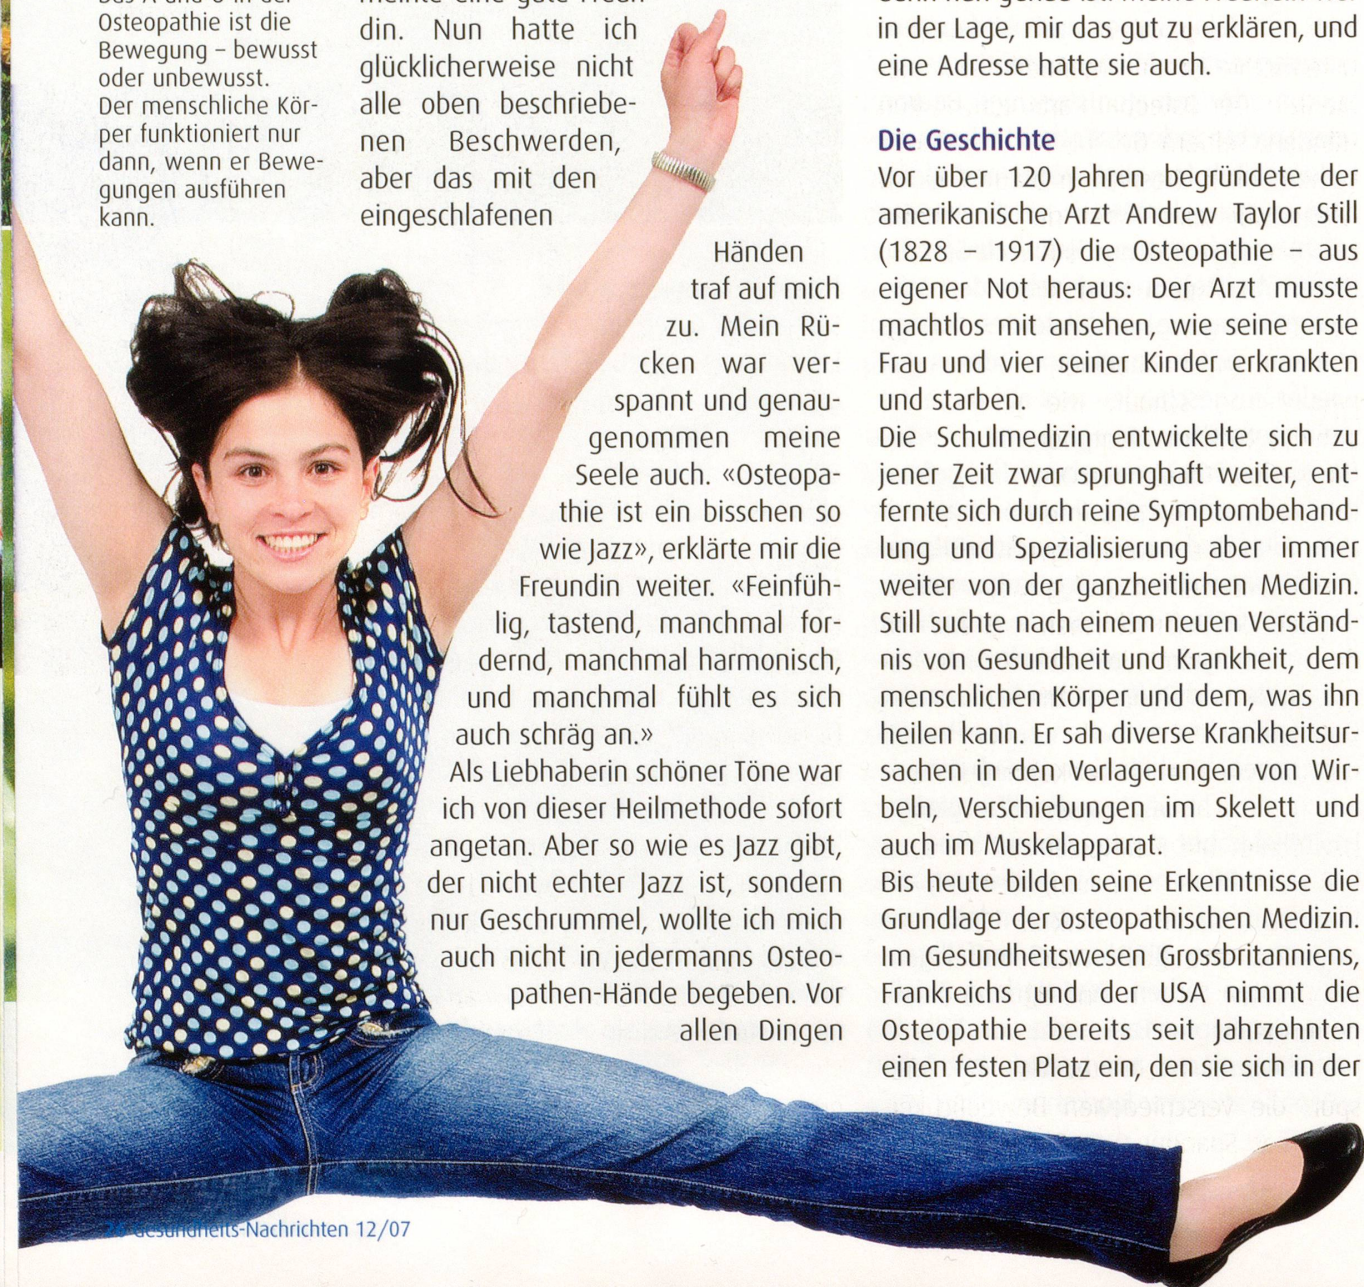 Das A und O in der
Osteopathie ist die
Bewegung – bewusst
oder unbewusst.
Der menschliche Kör-
per funktioniert nur
dann, wenn er Bewe-
gungen ausführen
kann.
meinte eine gute Freun-
din. Nun hatte ich
glücklicherweise nicht
alle oben beschriebe-
nen Beschwerden,
aber das mit den
eingeschlafenen
Händen
traf auf mich
zu. Mein Rü-
cken war ver-
spannt und genau-
genommen meine
Seele auch. «Osteopa-
thie ist ein bisschen so
wie Jazz», erklärte mir die
Freundin weiter. «Feinfüh-
lig, tastend, manchmal for-
dernd, manchmal harmonisch,
und manchmal fühlt es sich
auch schräg an.»
Als Liebhaberin schöner Töne war
ich von dieser Heilmethode sofort
angetan. Aber so wie es Jazz gibt,
der nicht echter Jazz ist, sondern
nur Geschrummel, wollte ich mich
auch nicht in jedermanns Osteo-
pathen-Hände begeben. Vor
allen Dingen
in der Lage, mir das gut zu erklären, und
eine Adresse hatte sie auch.
Die Geschichte
Vor über 120 Jahren begründete der
amerikanische Arzt Andrew Taylor Still
(1828 – 1917) die Osteopathie – aus
eigener Not heraus: Der Arzt musste
machtlos mit ansehen, wie seine erste
Frau und vier seiner Kinder erkrankten
und starben.
Die Schulmedizin entwickelte sich zu
jener Zeit zwar sprunghaft weiter, ent-
fernte sich durch reine Symptombehand-
lung und Spezialisierung aber immer
weiter von der ganzheitlichen Medizin.
Still suchte nach einem neuen Verständ-
nis von Gesundheit und Krankheit, dem
menschlichen Körper und dem, was ihn
heilen kann. Er sah diverse Krankheitsur-
sachen in den Verlagerungen von Wir-
beln, Verschiebungen im Skelett und
auch im Muskelapparat.
Bis heute bilden seine Erkenntnisse die
Grundlage der osteopathischen Medizin.
Im Gesundheitswesen Grossbritanniens,
Frankreichs und der USA nimmt die
Osteopathie bereits seit Jahrzehnten
einen festen Platz ein, den sie sich in der
Gesundheits-Nachrichten 12/07